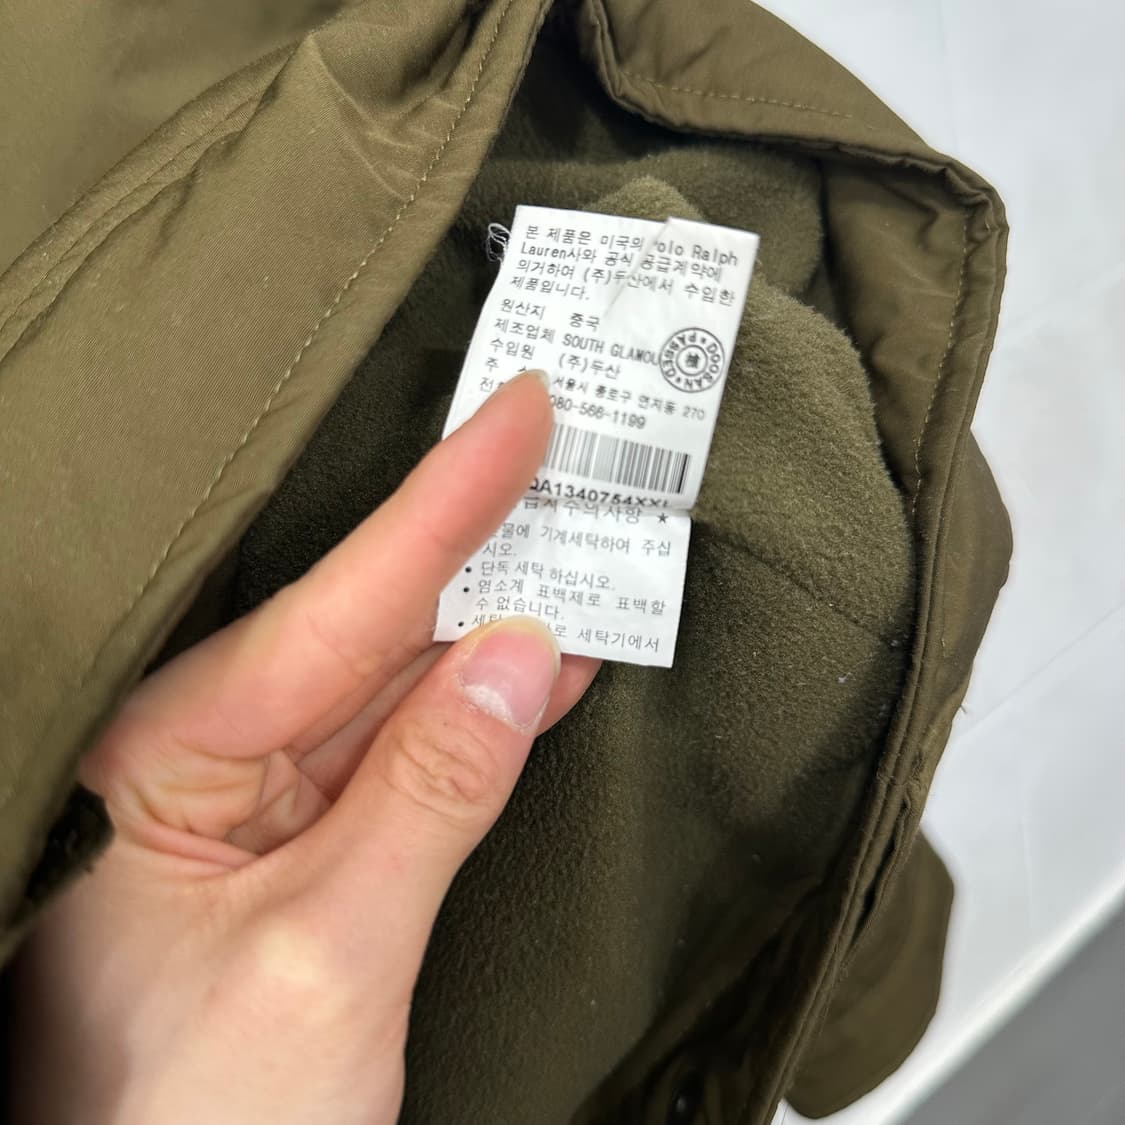 본 제품은 미국의 Polo Ralph
Lauren사와 공식 공급계약에
의거하여 (주)두산에서 수입한
제품입니다.
원산지 중국
제조업체 SOUTH GLAMOU
수입원 (주)두산
주
서울시 종로구 연지동 270
080-566-1199
DOOSAN PASSED
QA1340754XXL
급시주의사항 ★
물에 기계세탁하여 주십
시오.
• 단독 세탁 하십시오.
• 염소계 표백제로 표백할
수 없습니다.
• 세탁 로 세탁기에서